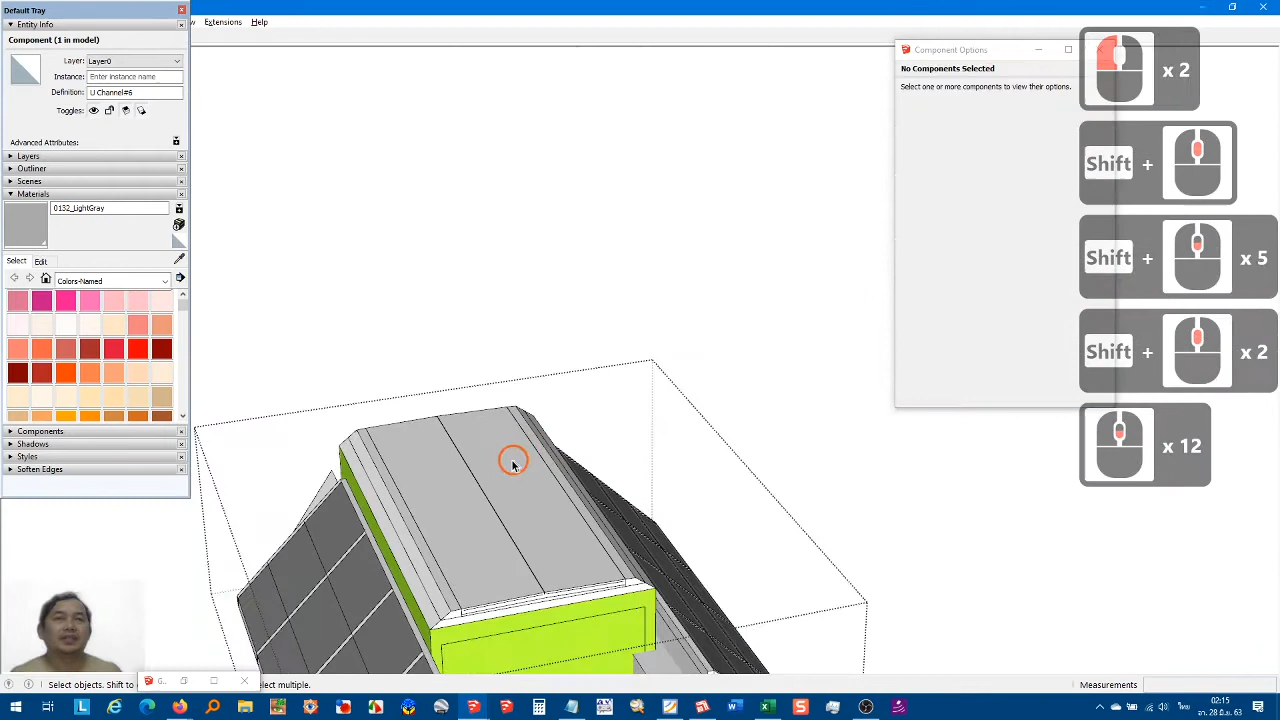 Default Tray
Extensions Help
Entity Info
Component (1 in model)
Layer: Layer0
Instance: Enter instance name
Definition: U Channel#6
Toggles:
Advanced Attributes:
Layers
Outliner
Scenes
Materials
0132_LightGray
Select Edit
Colors-Named
Components
Shadows
Styles
Soften Edges
Component Options
No Components Selected
Select one or more components to view their options.
x 2
Shift +
Shift + x 5
Shift + x 2
x 12
Select objects. Shift to
G...
elect multiple.
Measurements
02:15